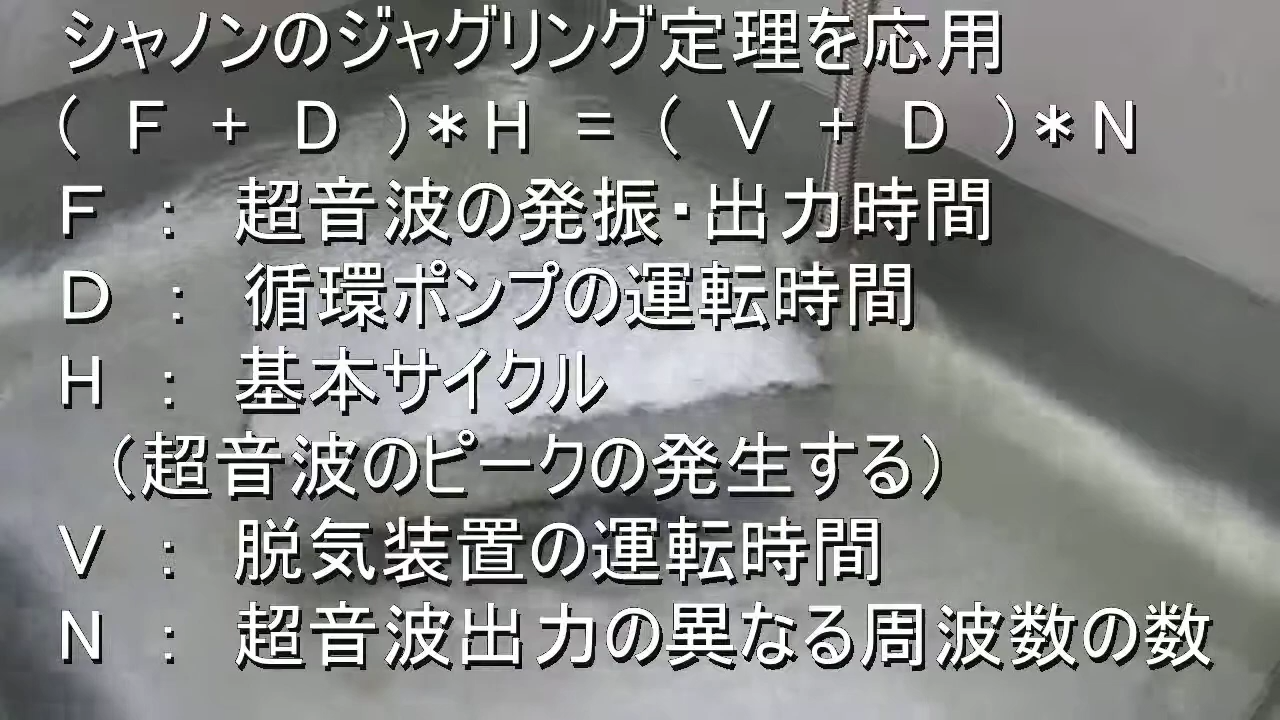 シャノンのジャグリング定理を応用
( F + D )*H = ( V + D )*N
F : 超音波の発振・出力時間
D : 循環ポンプの運転時間
H : 基本サイクル
(超音波のピークの発生する)
V : 脱気装置の運転時間
N : 超音波出力の異なる周波数の数